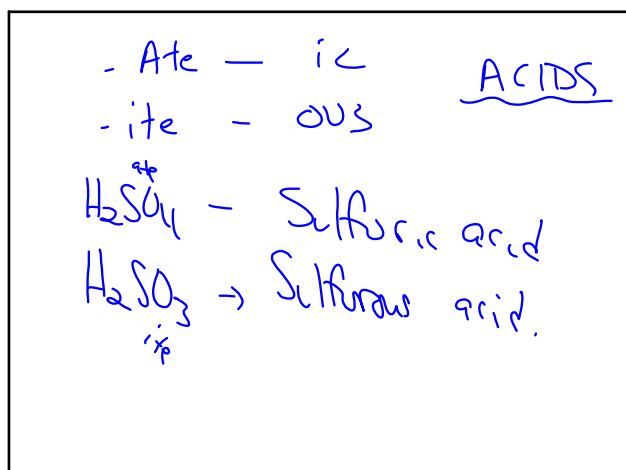 - Ate — ic
ACIDS
- ite - ous
ate
H₂SO₄ - Sulfuric acid
H₂SO₃ → Sulfurous acid.
ite